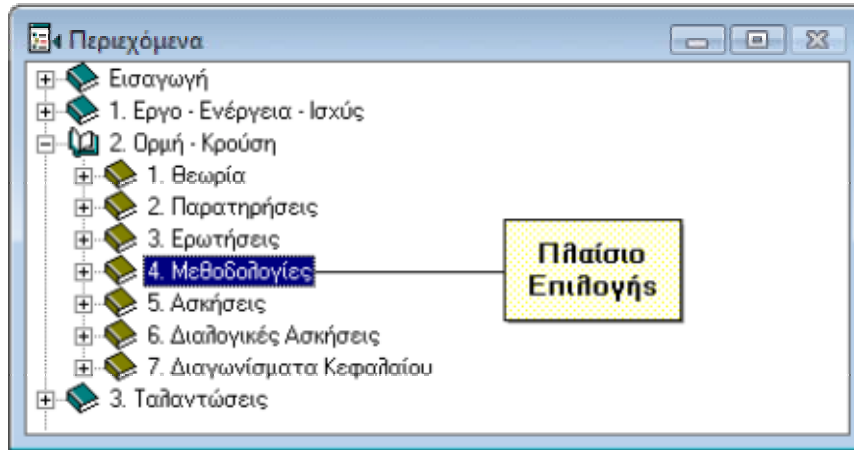 Περιεχόμενα
Εισαγωγή
1. Εργο - Ενέργεια - Ισχύς
2. Ορμή - Κρούση
1. Θεωρία
2. Παρατηρήσεις
3. Ερωτήσεις
4. Μεθοδολογίες
Πλαίσιο
Επιλογής
5. Ασκήσεις
6. Διαλογικές Ασκήσεις
7. Διαγωνίσματα Κεφαλαίου
3. Ταλαντώσεις